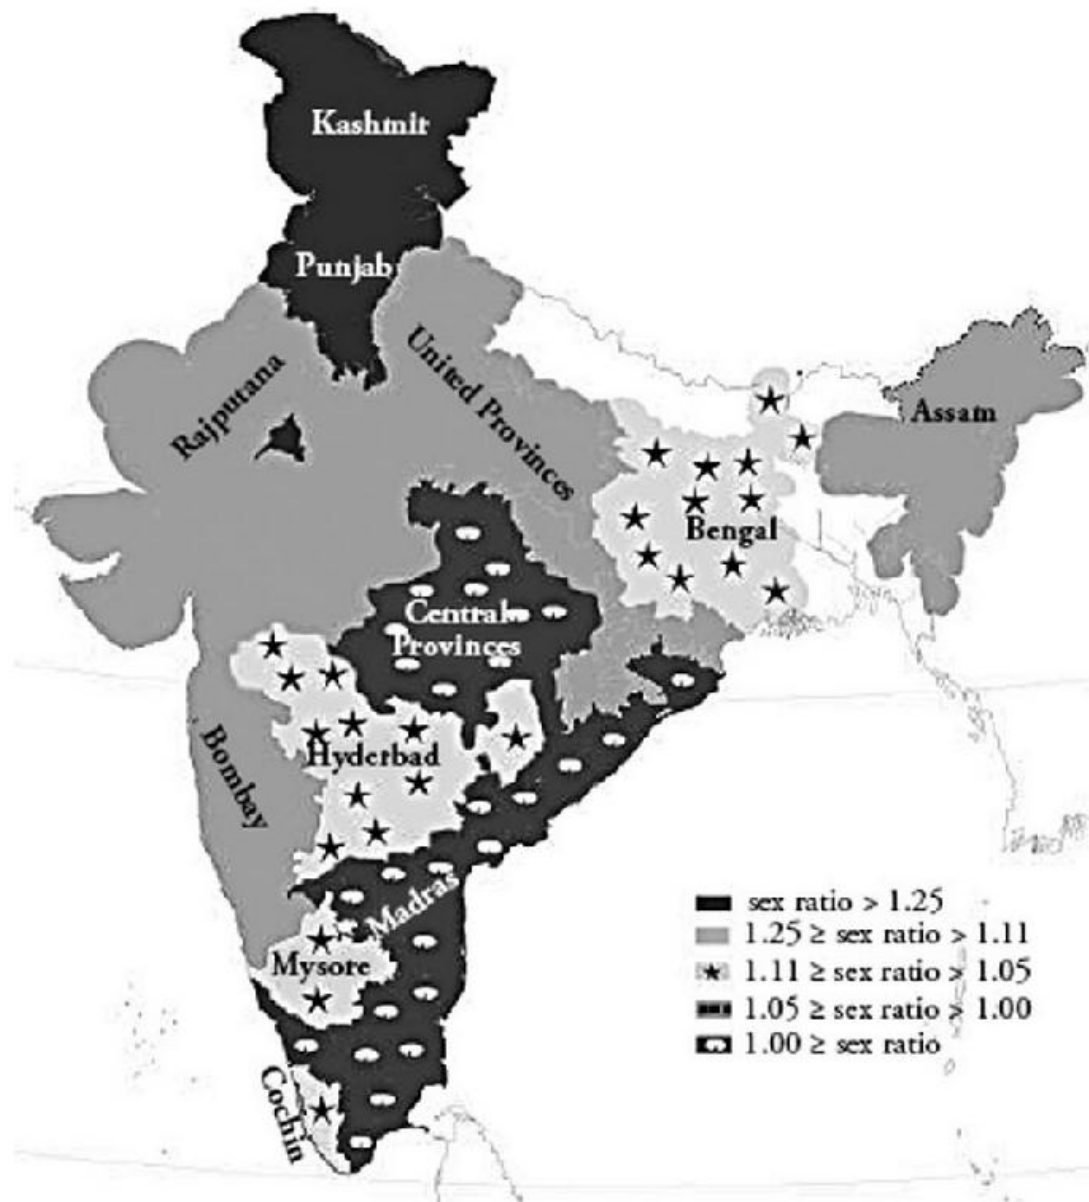 Kashmir
Punjab
Rajputana
United Provinces
Assam
Bengal
Central
Provinces
Hyderbad
Bombay
Madras
Mysore
Cochin
sex ratio > 1.25
1.25 ≥ sex ratio > 1.11
1.11 ≥ sex ratio > 1.05
1.05 ≥ sex ratio > 1.00
1.00 ≥ sex ratio